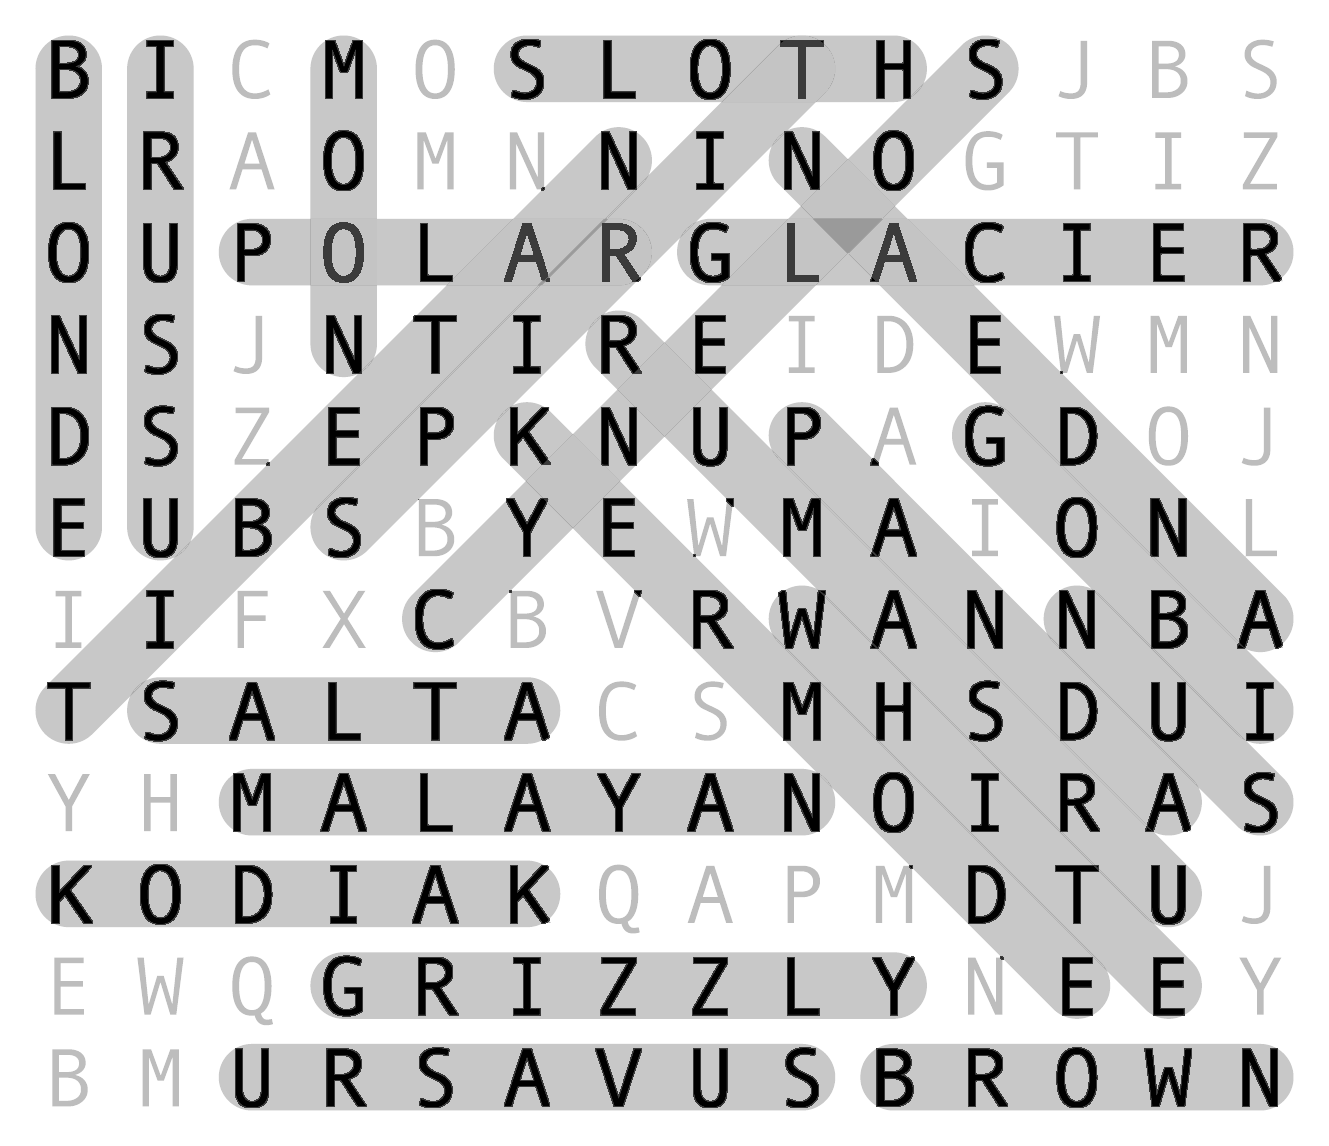 B I C M O S L O T H S J B S
L R A O M N N I N O G T I Z
O U P O L A R G L A C I E R
N S J N T I R E I D E W M N
D S Z E P K N U P A G D O J
E U B S B Y E W M A I O N L
I I F X C B V R W A N N B A
T S A L T A C S M H S D U I
Y H M A L A Y A N O I R A S
K O D I A K Q A P M D T U J
E W Q G R I Z Z L Y N E E Y
B M U R S A V U S B R O W N